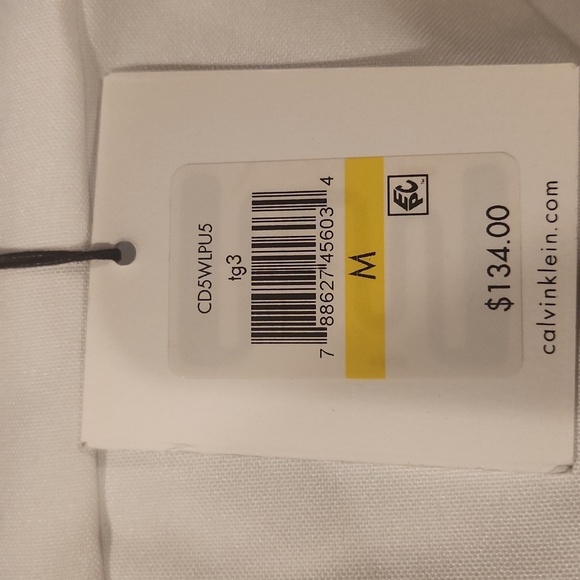 CD5WLPU5
tg3
7 88627 45603 4
M
EPC
$134.00
calvinklein.com